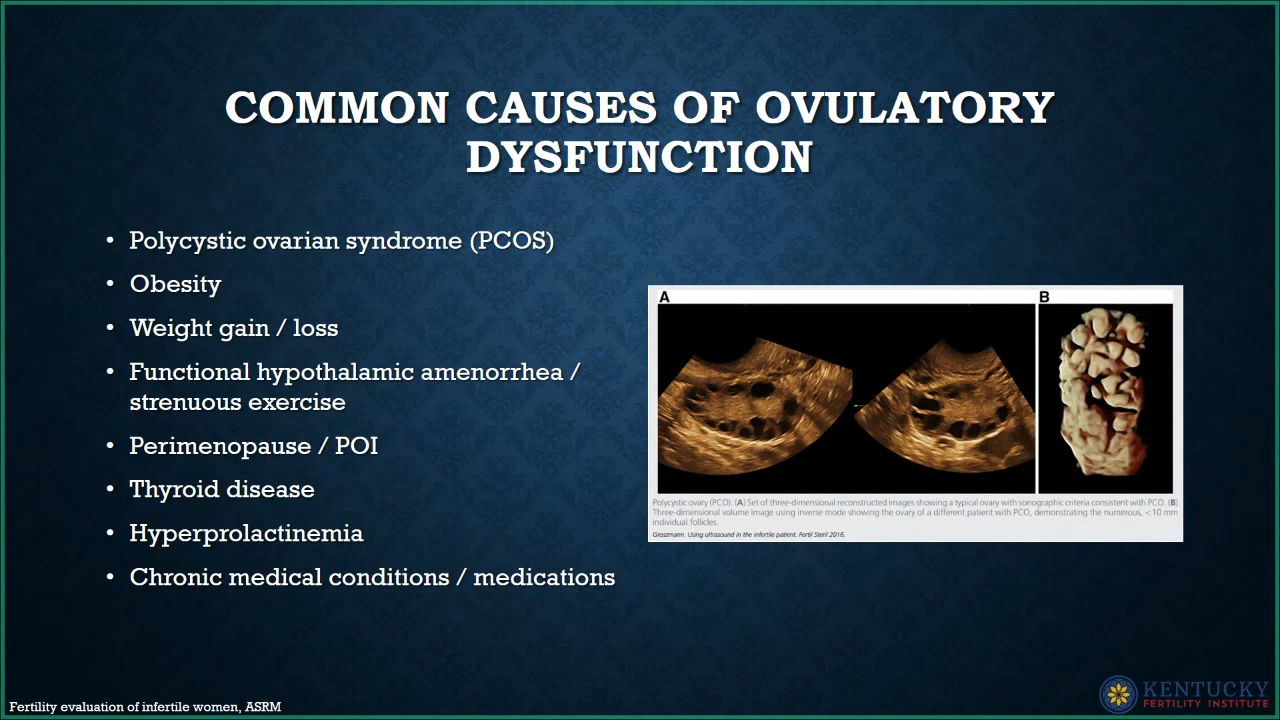 COMMON CAUSES OF OVULATORY
DYSFUNCTION
• Polycystic ovarian syndrome (PCOS)
• Obesity
• Weight gain / loss
• Functional hypothalamic amenorrhea /
strenuous exercise
• Perimenopause / POI
• Thyroid disease
• Hyperprolactinemia
• Chronic medical conditions / medications
A
B
Polycystic ovary (PCO). (A) Set of three-dimensional reconstructed images showing a typical ovary with sonographic criteria consistent with PCO. (B)
Three-dimensional volume image using inverse mode showing the ovary of a different patient with PCO, demonstrating the numerous, <10 mm
individual follicles.
Groszmann. Using ultrasound in the infertile patient. Fertil Steril 2016.
Fertility evaluation of infertile women, ASRM
KENTUCKY
FERTILITY INSTITUTE